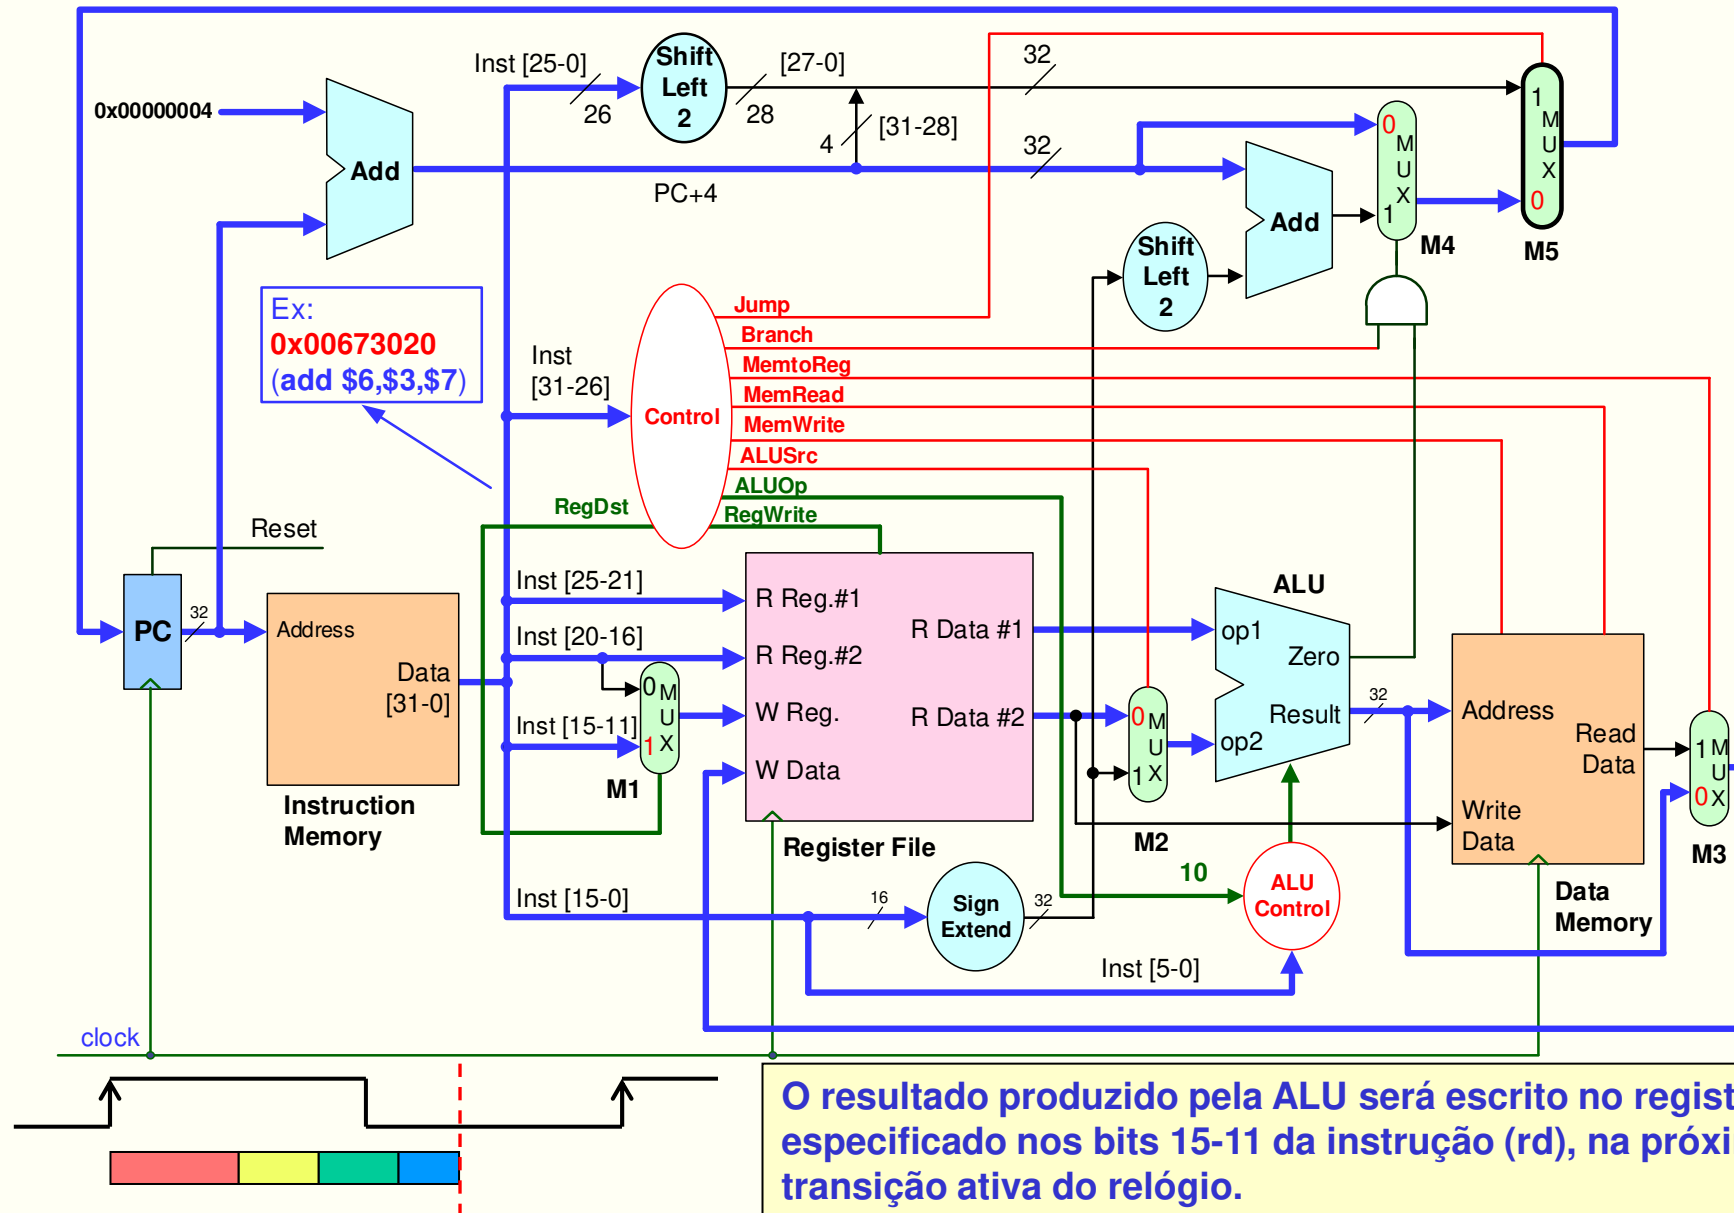 Inst [25-0]
26
Shift
Left
2
28
[27-0]
4
[31-28]
32
0x00000004
Add
PC+4
32
Shift
Left
2
Add
0
M
U
X
1
M4
1
M
U
X
0
M5
Ex:
0x00673020
(add $6,$3,$7)
Inst
[31-26]
Control
Jump
Branch
MemtoReg
MemRead
MemWrite
ALUSrc
ALUOp
RegDst
RegWrite
Reset
PC
32
Address
Data
[31-0]
Instruction
Memory
Inst [25-21]
Inst [20-16]
Inst [15-11]
0
M
U
X
1
M1
R Reg.#1
R Reg.#2
W Reg.
W Data
R Data #1
R Data #2
Register File
0
M
U
X
1
M2
ALU
op1
op2
Zero
Result
32
Address
Read
Data
Write
Data
Data
Memory
1
M
U
X
0
M3
Inst [15-0]
16
Sign
Extend
32
10
ALU
Control
Inst [5-0]
clock
O resultado produzido pela ALU será escrito no regist
especificado nos bits 15-11 da instrução (rd), na próxi
transição ativa do relógio.